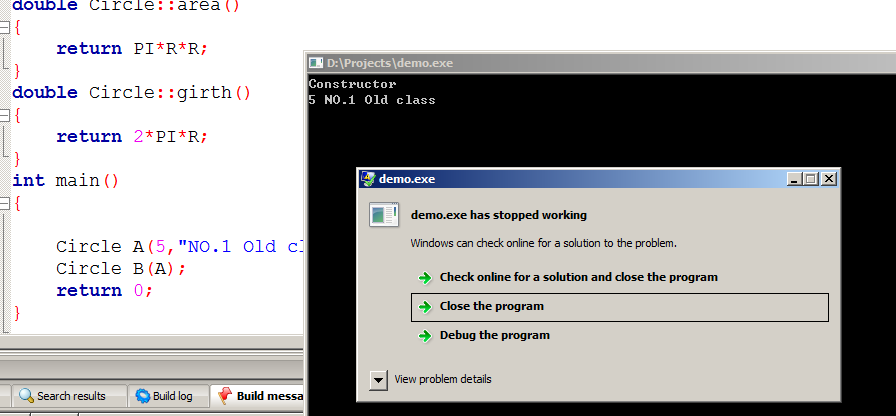 double Circle::area()
{
return PI*R*R;
}
double Circle::girth()
{
return 2*PI*R;
}
int main()
{
Circle A(5,"NO.1 Old cl
Circle B(A);
return 0;
}
Search results
Build log
Build messa
D:\Projects\demo.exe
Constructor
5 NO.1 Old class
demo.exe
demo.exe has stopped working
Windows can check online for a solution to the problem.
Check online for a solution and close the program
Close the program
Debug the program
View problem details